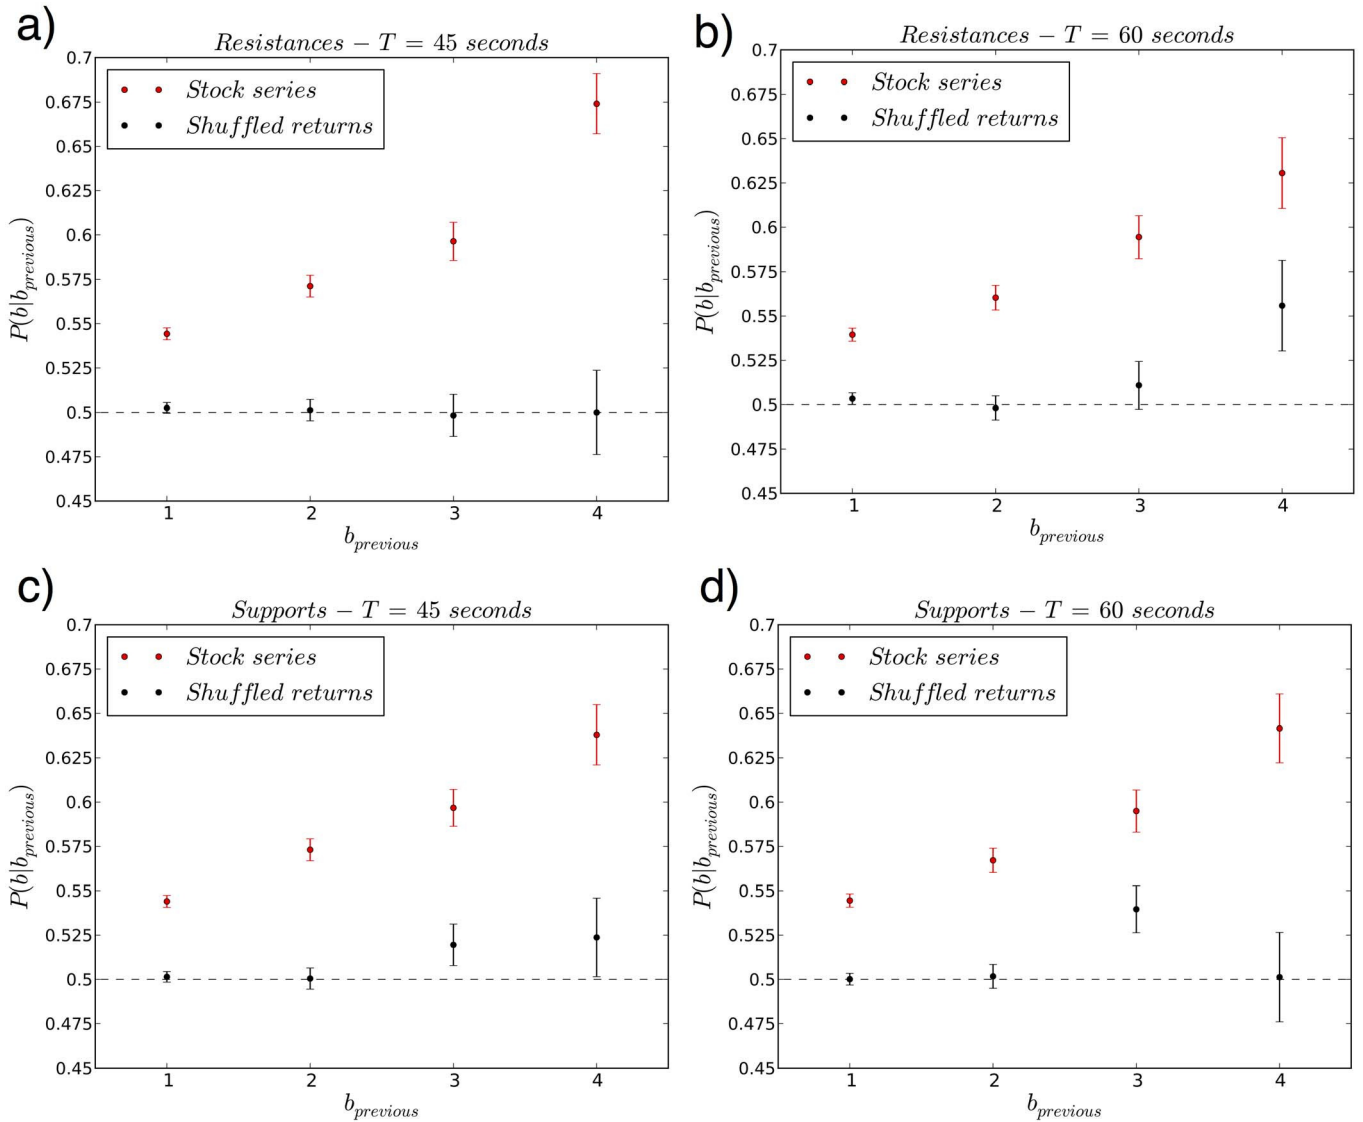 a)
Resistances − T = 45 seconds
0.7
0.675
0.65
0.625
0.6
0.575
0.55
0.525
0.5
0.475
0.45
P(b|b_previous)
Stock series
Shuffled returns
1 2 3 4
b_previous
b)
Resistances − T = 60 seconds
0.7
0.675
0.65
0.625
0.6
0.575
0.55
0.525
0.5
0.475
0.45
P(b|b_previous)
Stock series
Shuffled returns
1 2 3 4
b_previous
c)
Supports − T = 45 seconds
0.7
0.675
0.65
0.625
0.6
0.575
0.55
0.525
0.5
0.475
0.45
P(b|b_previous)
Stock series
Shuffled returns
1 2 3 4
b_previous
d)
Supports − T = 60 seconds
0.7
0.675
0.65
0.625
0.6
0.575
0.55
0.525
0.5
0.475
0.45
P(b|b_previous)
Stock series
Shuffled returns
1 2 3 4
b_previous